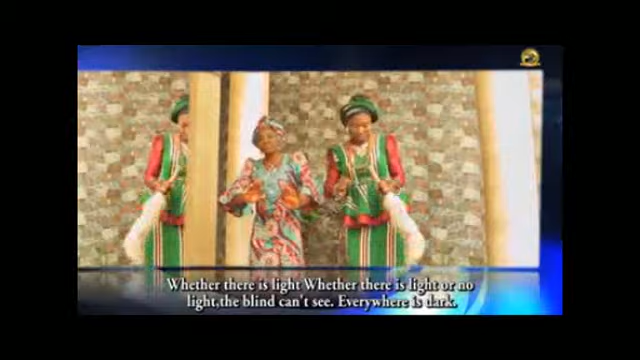 Whether there is light Whether there is light or no
light,the blind can't see. Everywhere is dark.